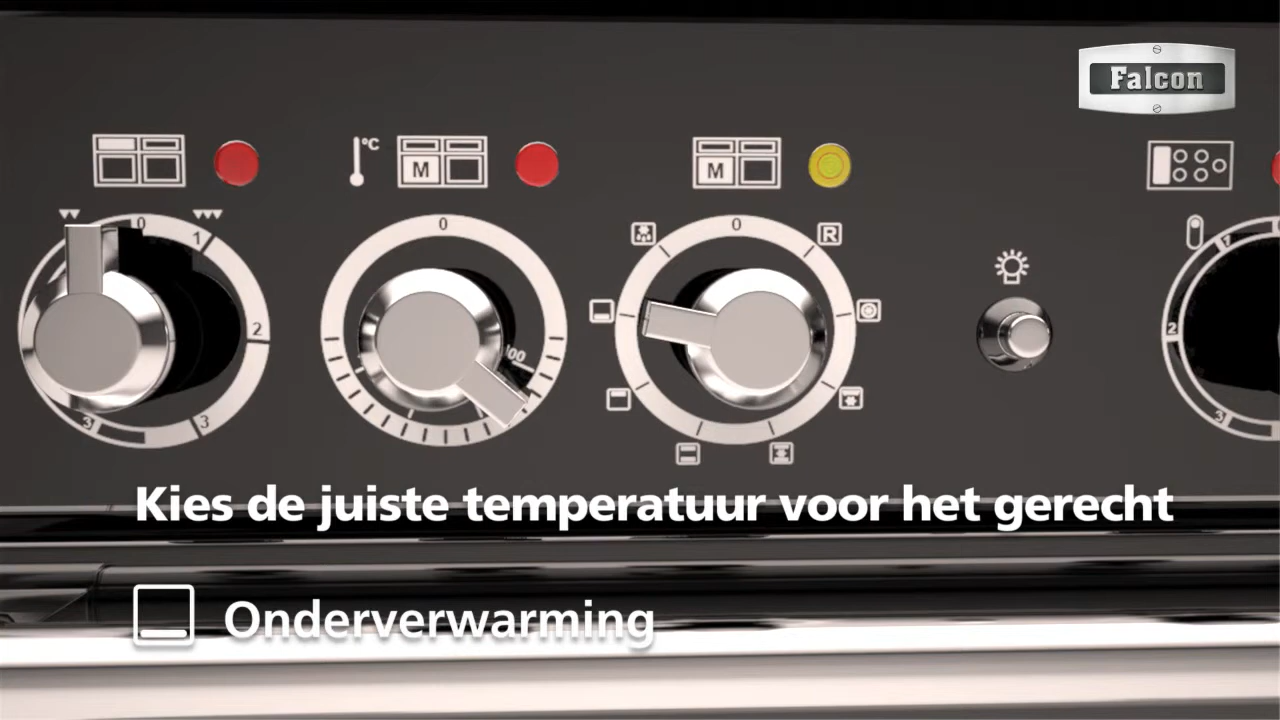 Falcon
°C
M
M
0
1
2
3
3
0
100
0
R
1
2
3
Kies de juiste temperatuur voor het gerecht
Onderverwarming